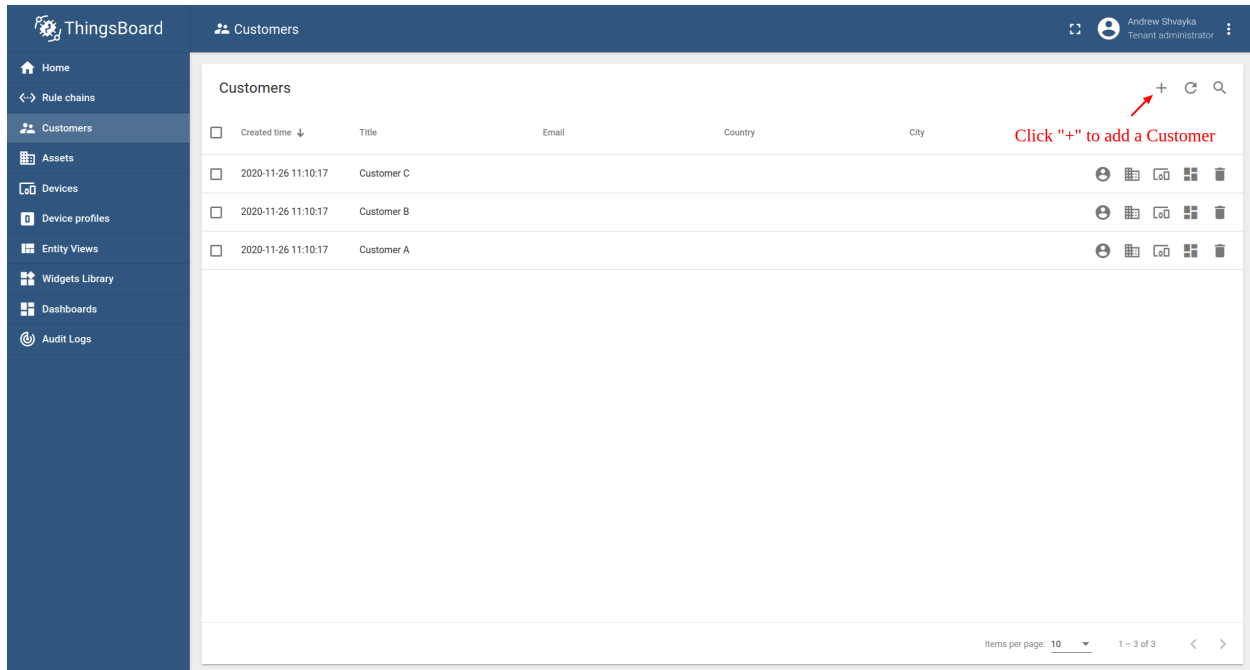 ThingsBoard
Customers
Andrew Shvayka
Tenant administrator
Home
Rule chains
Customers
Assets
Devices
Device profiles
Entity Views
Widgets Library
Dashboards
Audit Logs
Customers
Click "+" to add a Customer
Created time Title Email Country City
2020-11-26 11:10:17 Customer C
2020-11-26 11:10:17 Customer B
2020-11-26 11:10:17 Customer A
Items per page: 10 1 – 3 of 3